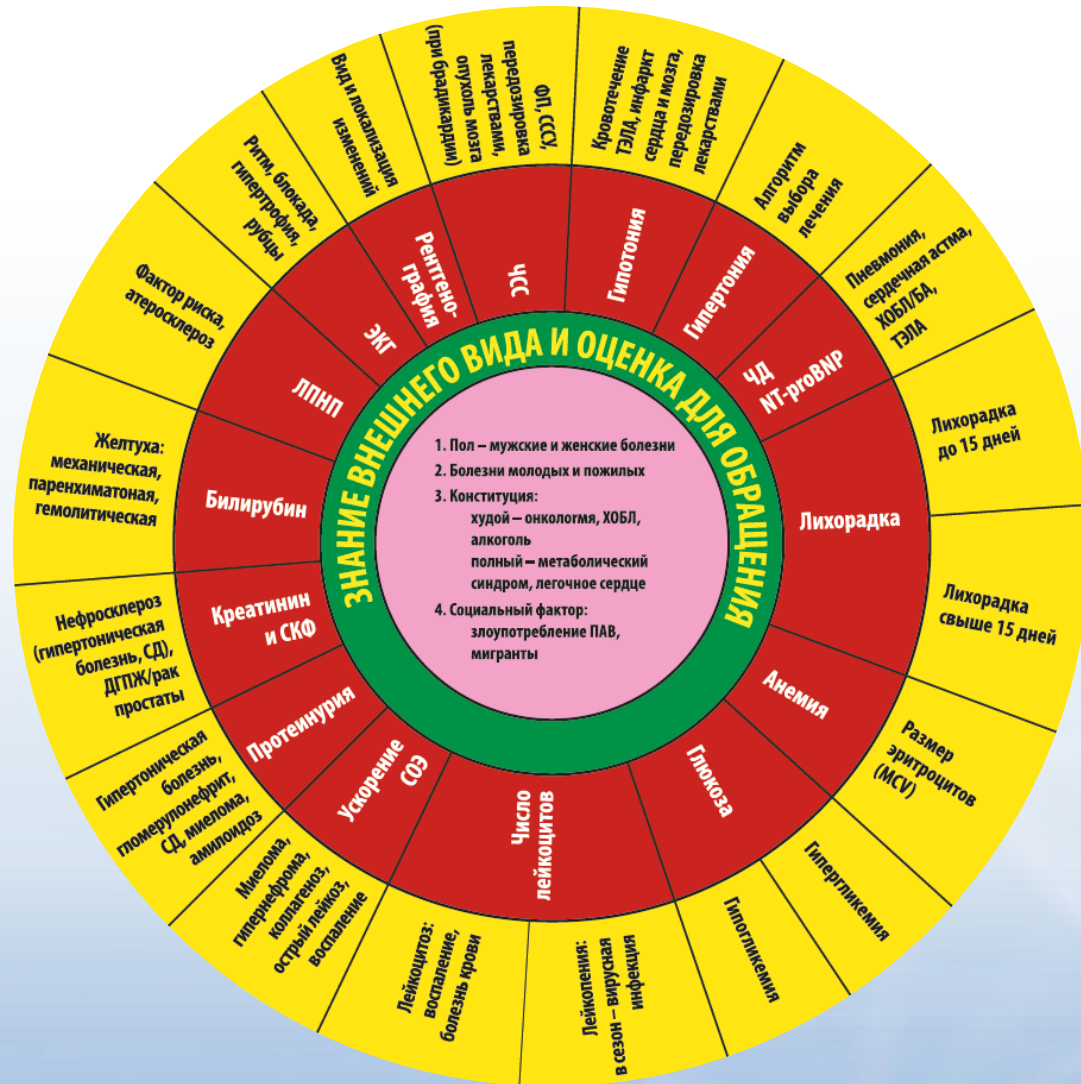 ЗНАНИЕ ВНЕШНЕГО ВИДА И ОЦЕНКА ДЛЯ ОБРАЩЕНИЯ
1. Пол – мужские и женские болезни
2. Болезни молодых и пожилых
3. Конституция:
худой – онкологмя, ХОБЛ,
алкоголь
полный – метаболический
синдром, легочное сердце
4. Социальный фактор:
злоупотребление ПАВ,
мигранты
ЧСС
ФП, СССУ,
передозировка
лекарствами,
опухоль мозга
(при брадикардии)
Гипотония
Кровотечение
ТЭЛА, инфаркт
сердца и мозга,
передозировка
лекарствами
Гипертония
Алгоритм
выбора
лечения
ЧД
NT-proBNP
Пневмония,
сердечная астма,
ХОБЛ/БА,
ТЭЛА
Лихорадка
Лихорадка
до 15 дней
Лихорадка
свыше 15 дней
Анемия
Размер
эритроцитов
(MCV)
Глюкоза
Гипергликемия
Гипогликемия
Число
лейкоцитов
Лейкопения:
в сезон – вирусная
инфекция
Лейкоцитоз:
воспаление,
болезнь крови
Ускорение
СОЭ
Миелома,
гипернефрома,
коллагеноз,
острый лейкоз,
воспаление
Протеинурия
Гипертоническая
болезнь,
гломерулонефрит,
СД, миелома,
амилоидоз
Креатинин
и СКФ
Нефросклероз
(гипертоническая
болезнь, СД),
ДГПЖ/рак
простаты
Билирубин
Желтуха:
механическая,
паренхиматоная,
гемолитическая
ЛПНП
Фактор риска,
атеросклероз
ЭКГ
Ритм, блокада,
гипертрофия,
рубцы
Рентгено-
графия
Вид и локализация
изменений